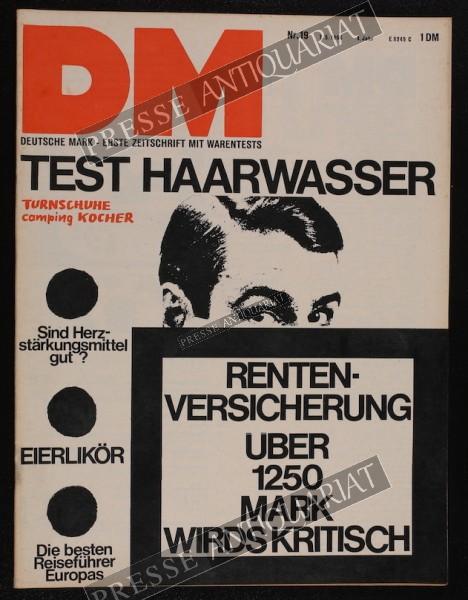 DM
Nr. 19
E 8245 C 1 DM
DEUTSCHE MARK - ERSTE ZEITSCHRIFT MIT WARENTESTS
TEST HAARWASSER
TURNSCHUHE
camping KOCHER
Sind Herz-
stärkungsmittel
gut?
EIERLIKÖR
Die besten
Reiseführer
Europas
RENTEN-
VERSICHERUNG
ÜBER
1250
MARK
WIRDS KRITISCH
PRESSE ANTIQUARIAT
PRESSE ANTIQUARIAT
PRESSE ANTIQUARIAT